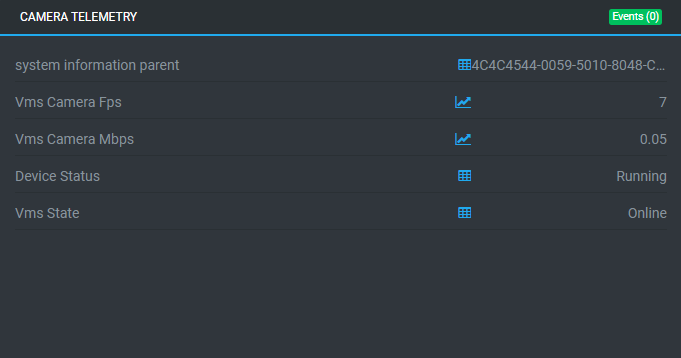 CAMERA TELEMETRY Events (0)
system information parent 4C4C4544-0059-5010-8048-C...
Vms Camera Fps 7
Vms Camera Mbps 0.05
Device Status Running
Vms State Online